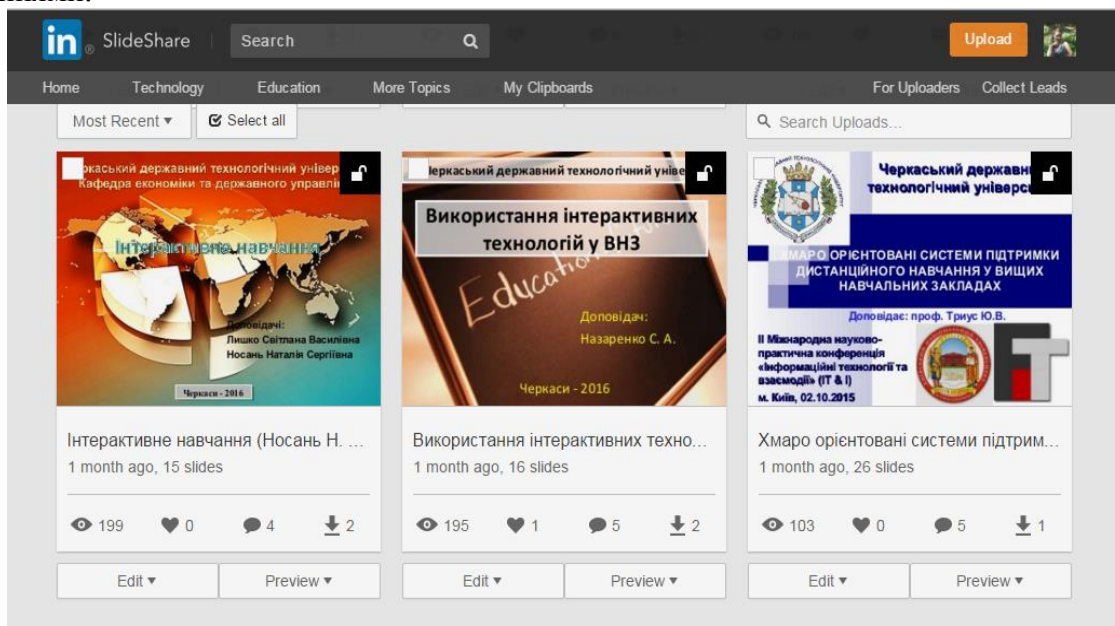 in ® SlideShare Search Upload
Home Technology Education More Topics My Clipboards For Uploaders Collect Leads
Most Recent Select all Search Uploads...
ркаський державний технологічний універ
Кафедра економіки та державного управлін
Інтерактивне навчання
Доповідачі:
Лишко Світлана Василівна
Носань Наталія Сергіївна
Черкаси - 2016
Інтерактивне навчання (Носань Н. ...
1 month ago, 15 slides
199 0 4 2
Edit Preview
Черкаський державний технологічний уніве
Використання інтерактивних
технологій у ВНЗ
Education
Доповідач:
Назаренко С. А.
Черкаси - 2016
Використання інтерактивних техно...
1 month ago, 16 slides
195 1 5 2
Edit Preview
Черкаський державн
технологічний універси
ХМАРО ОРІЄНТОВАНІ СИСТЕМИ ПІДТРИМКИ
ДИСТАНЦІЙНОГО НАВЧАННЯ У ВИЩИХ
НАВЧАЛЬНИХ ЗАКЛАДАХ
Доповідає: проф. Триус Ю.В.
ІІ Міжнародна науково-
практична конференція
«Інформаційні технології та
взаємодії» (IT & I)
м. Київ, 02.10.2015
Хмаро орієнтовані системи підтрим...
1 month ago, 26 slides
103 0 5 1
Edit Preview